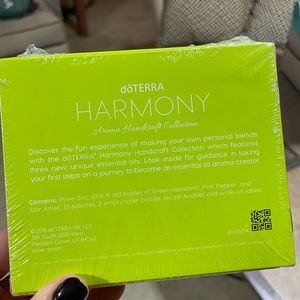 dōTERRA
HARMONY
Aroma Handcraft Collection
Discover the fun experience of making your own personal blends
with the dōTERRA® Harmony Handcraft Collection which features
three new, unique essential oils. Look inside for guidance in taking
your first steps on a journey to become an essential oil aroma creator.
Contains: three 5mL (0.16 fl oz) bottles of Green Mandarin, Pink Pepper, and
Star Anise, 10 pipettes, 2 empty roller bottles, recipe booklet and write-on labels
©2018 dōTERRA Int., LLC
389 South 1300 West
Pleasant Grove, UT 84062